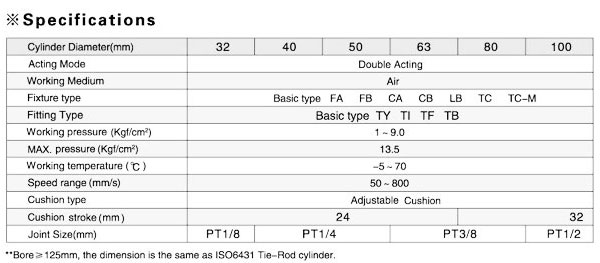 ※Specifications
Cylinder Diameter(mm) 32 40 50 63 80 100
Acting Mode Double Acting
Working Medium Air
Fixture type Basic type FA FB CA CB LB TC TC-M
Fitting Type Basic type TY TI TF TB
Working pressure (Kgf/cm²) 1~9.0
MAX. pressure (Kgf/cm²) 13.5
Working temperature (℃) –5~70
Speed range (mm/s) 50~800
Cushion type Adjustable Cushion
Cushion stroke (mm) 24 32
Joint Size(mm) PT1/8 PT1/4 PT3/8 PT1/2
**Bore≥125mm, the dimension is the same as ISO6431 Tie-Rod cylinder.